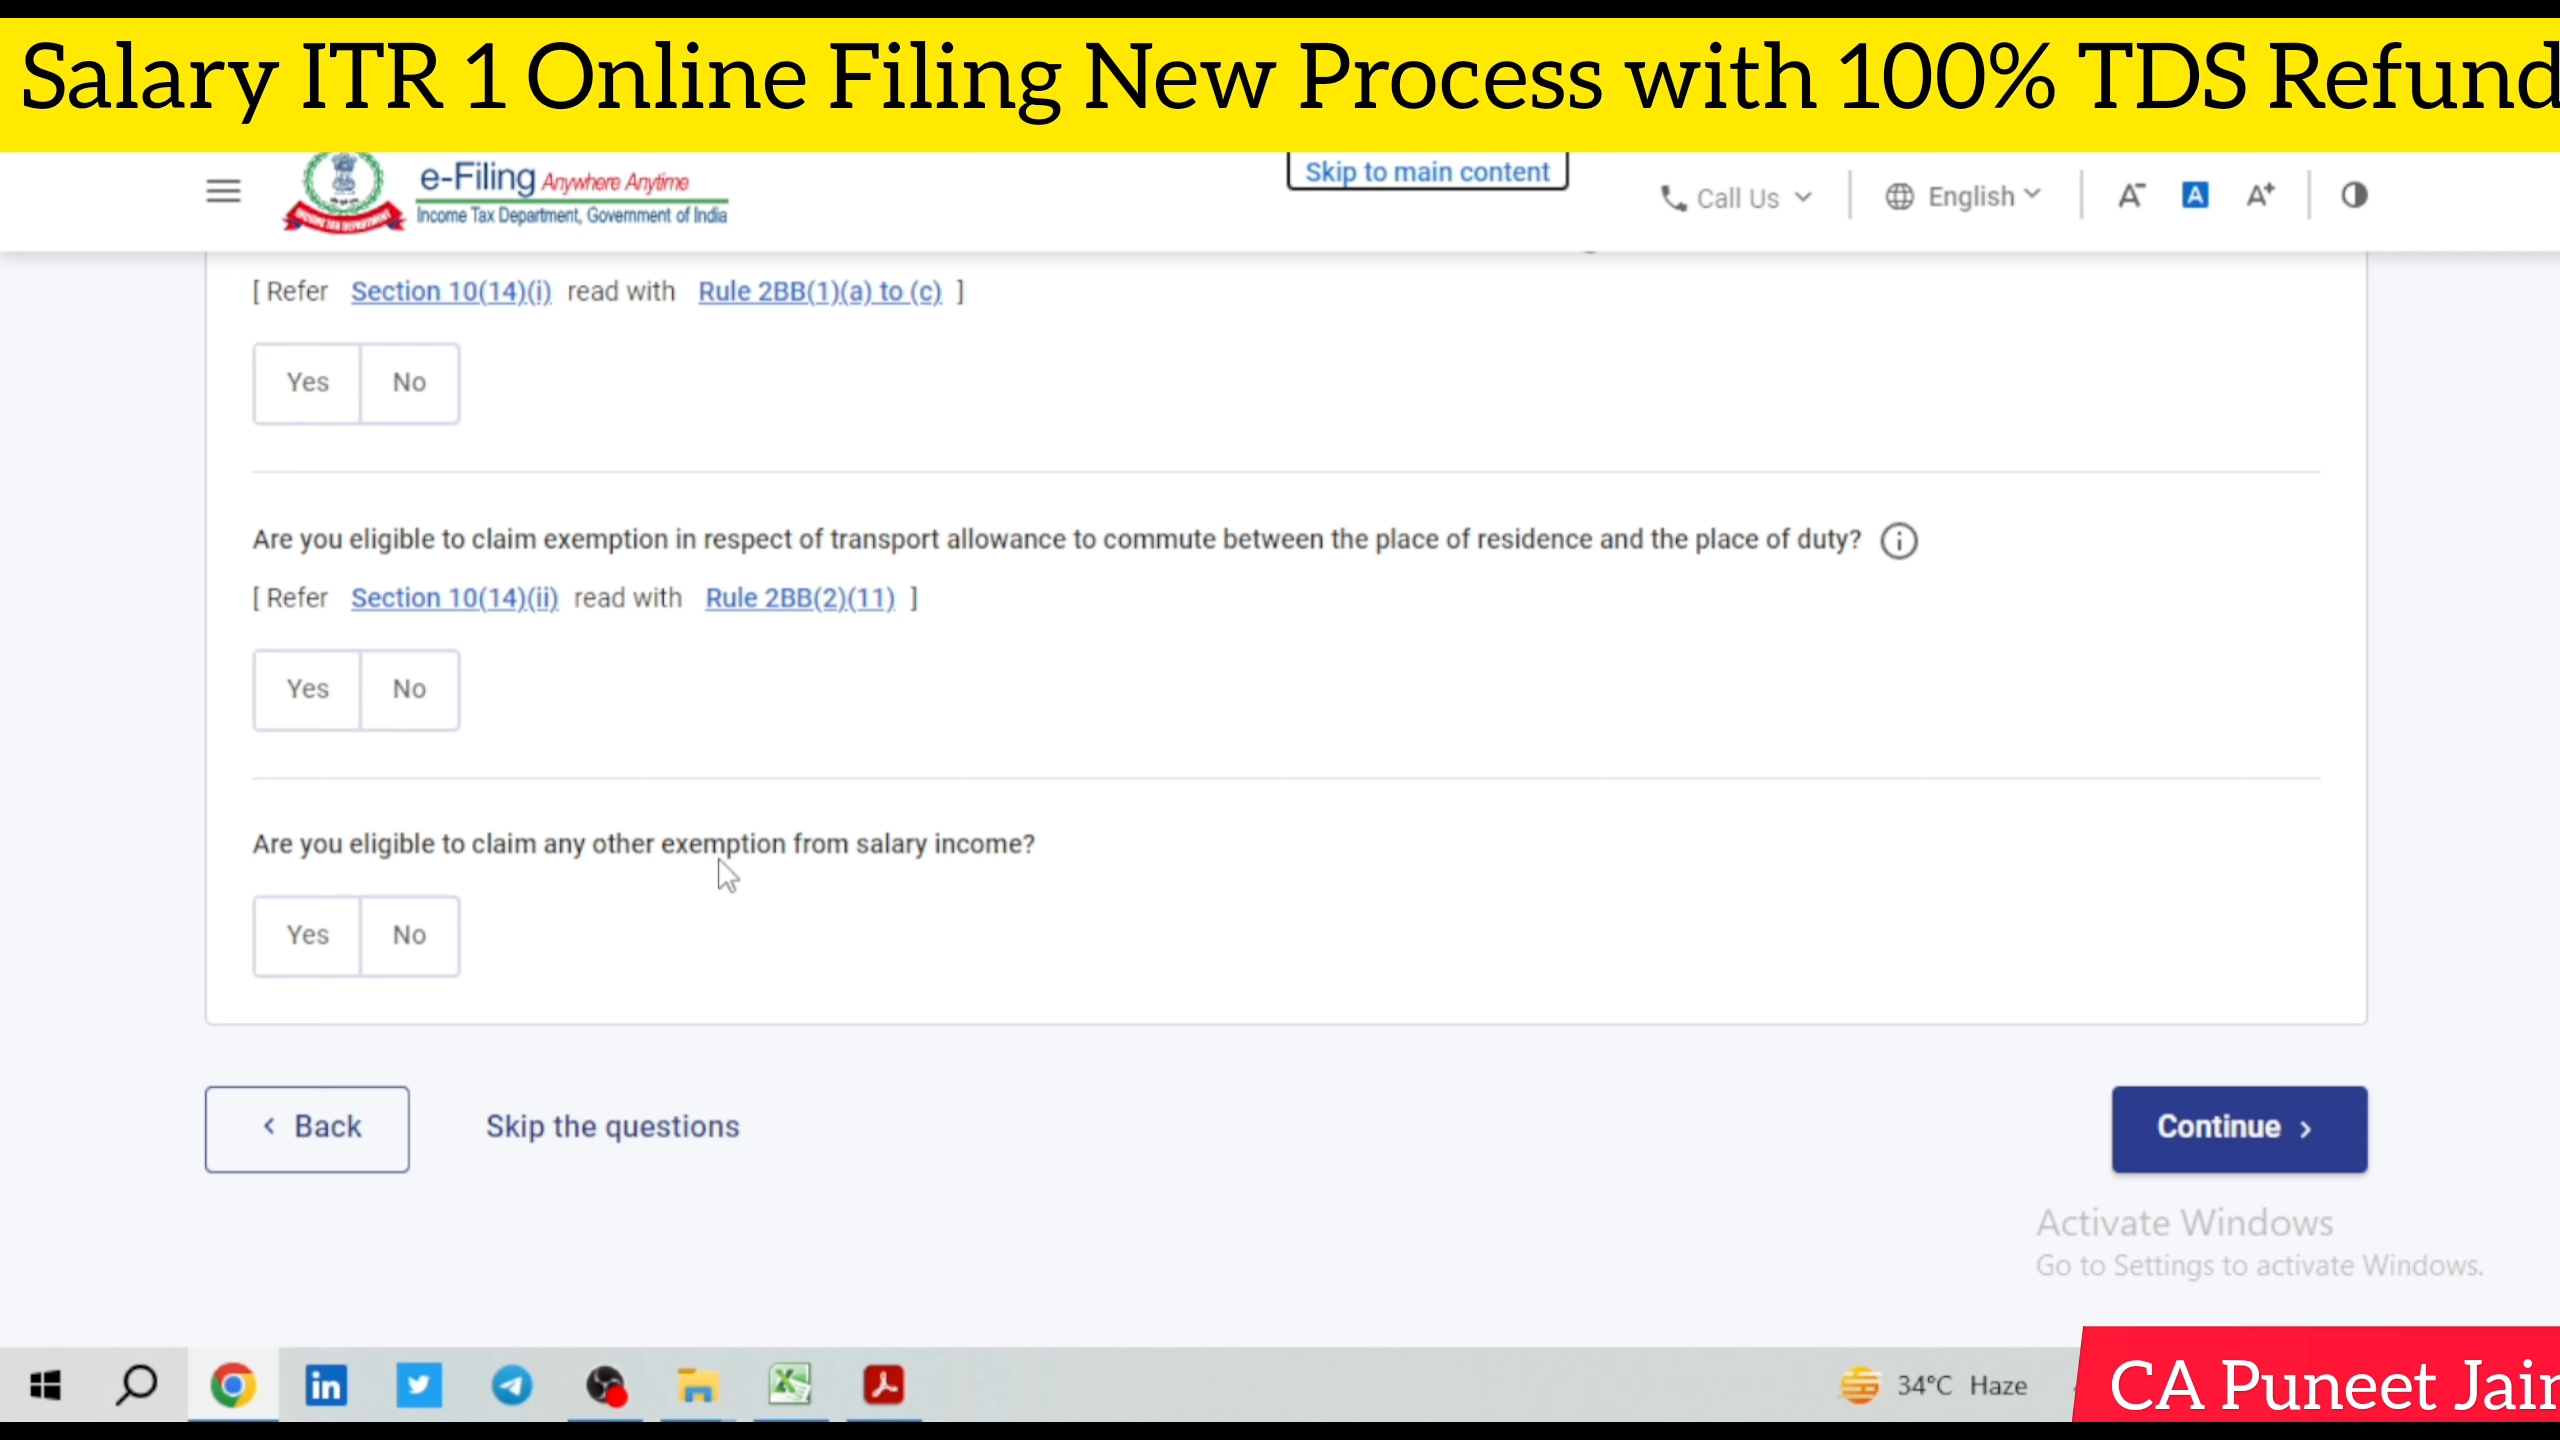 Salary ITR 1 Online Filing New Process with 100% TDS Refund
e-Filing Anywhere Anytime
Income Tax Department, Government of India
Skip to main content
Call Us
English
A-
A
A+
[ Refer Section 10(14)(i) read with Rule 2BB(1)(a) to (c) ]
Yes No
Are you eligible to claim exemption in respect of transport allowance to commute between the place of residence and the place of duty?
[ Refer Section 10(14)(ii) read with Rule 2BB(2)(11) ]
Yes No
Are you eligible to claim any other exemption from salary income?
Yes No
< Back
Skip the questions
Continue >
Activate Windows
Go to Settings to activate Windows.
in
34°C Haze
CA Puneet Jain